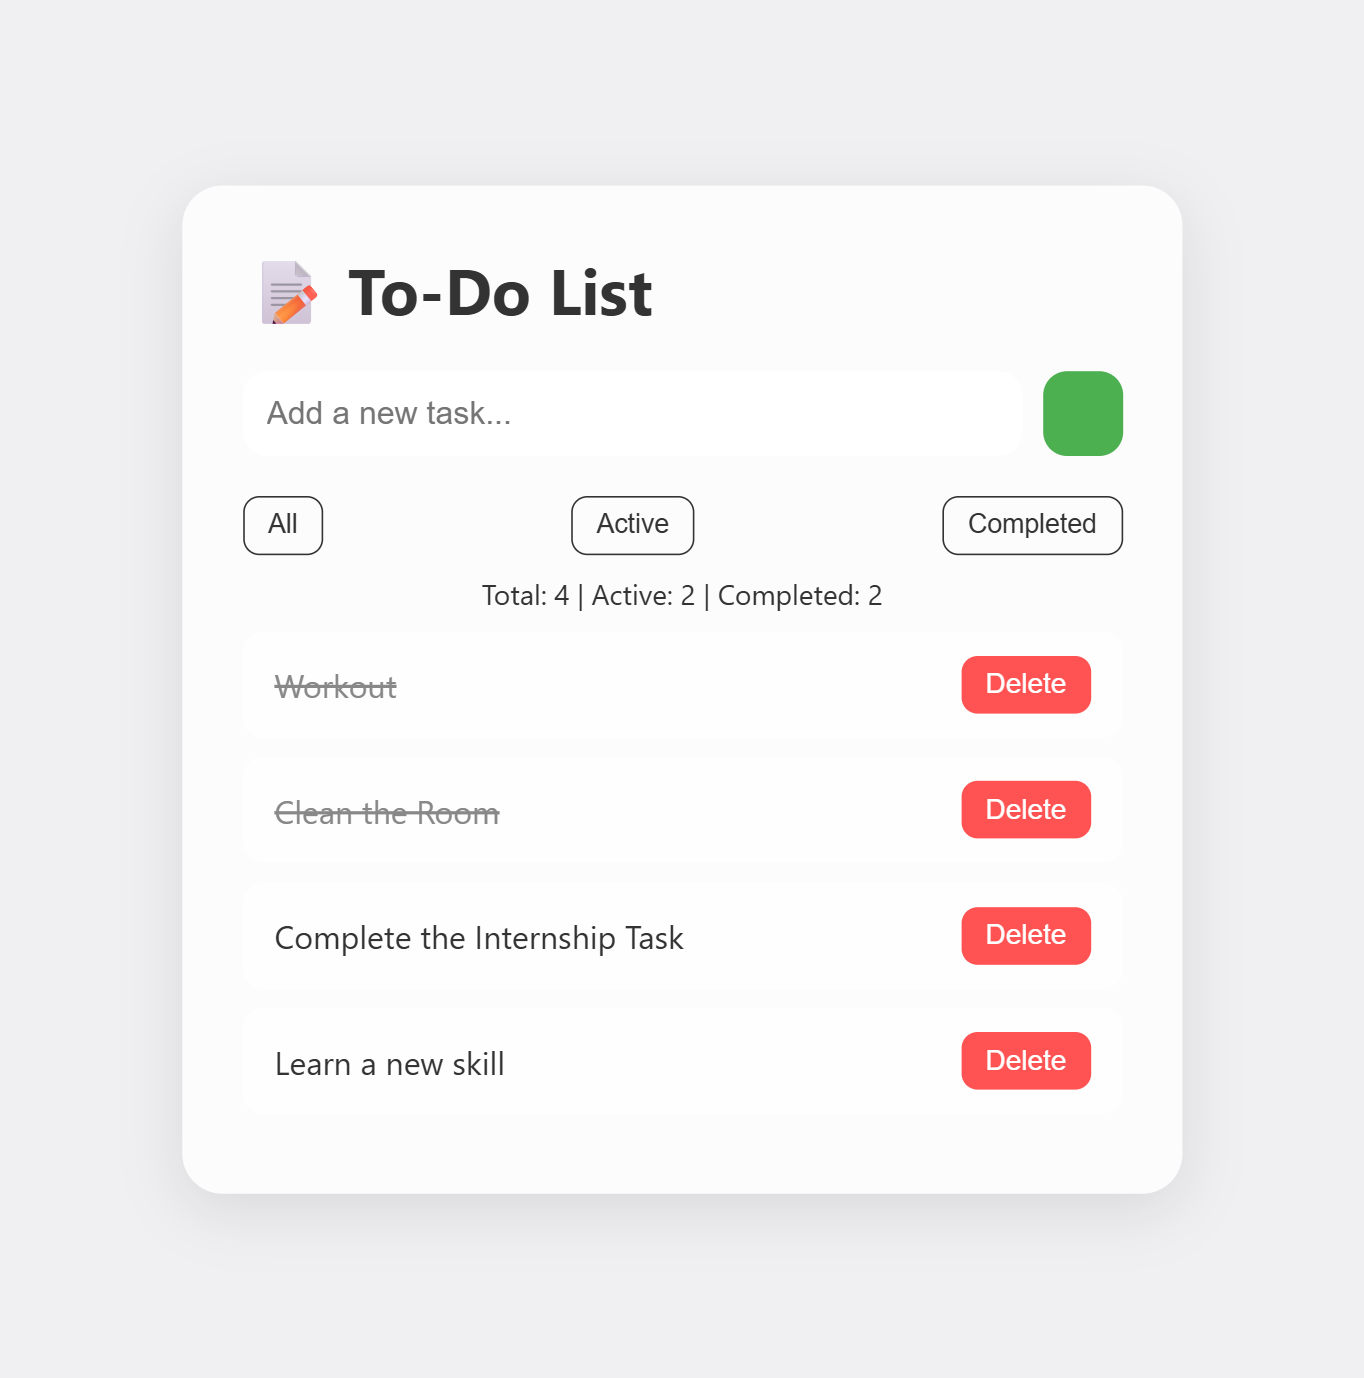 To-Do List
Add a new task...
All Active Completed
Total: 4 | Active: 2 | Completed: 2
Workout Delete
Clean the Room Delete
Complete the Internship Task Delete
Learn a new skill Delete